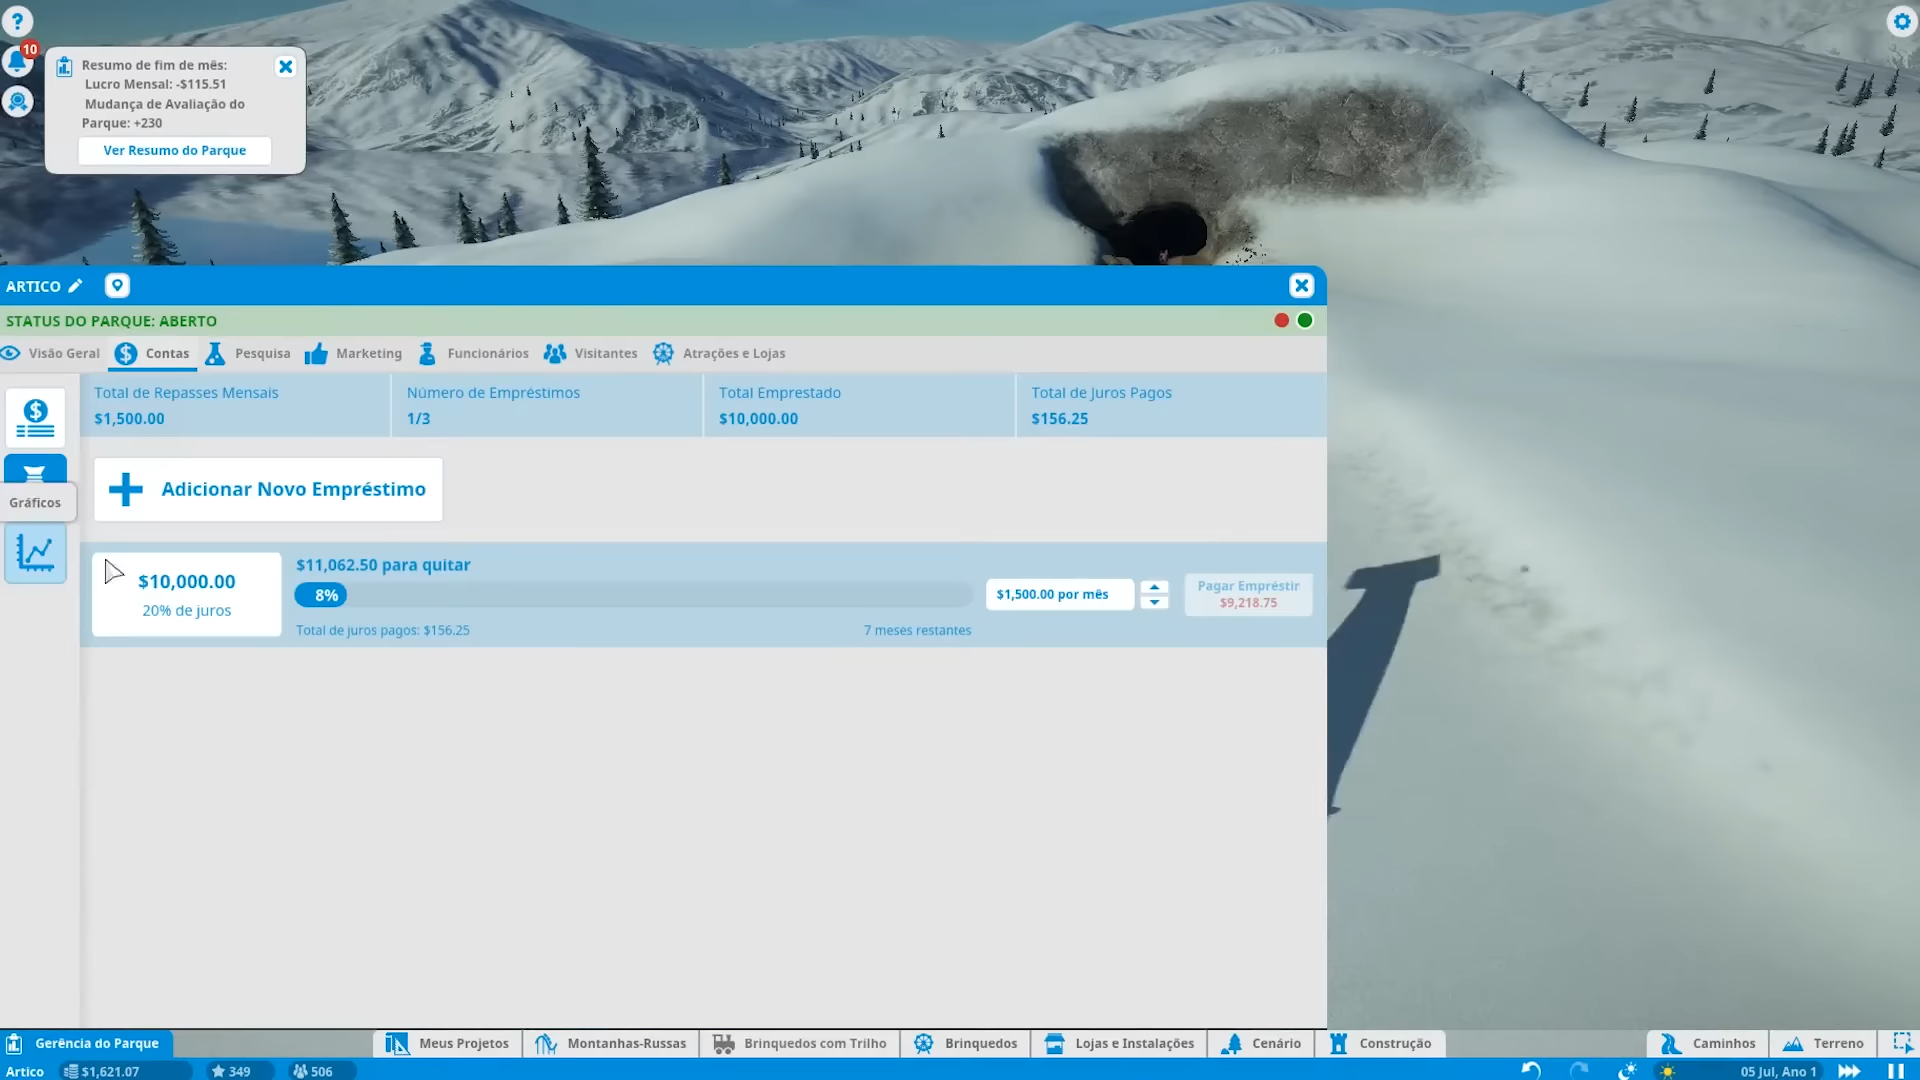 ?
10
Resumo de fim de mês:
Lucro Mensal: -$115.51
Mudança de Avaliação do
Parque: +230
Ver Resumo do Parque
ARTICO
STATUS DO PARQUE: ABERTO
Visão Geral
Contas
Pesquisa
Marketing
Funcionários
Visitantes
Atrações e Lojas
Total de Repasses Mensais
$1,500.00
Número de Empréstimos
1/3
Total Emprestado
$10,000.00
Total de Juros Pagos
$156.25
Adicionar Novo Empréstimo
Gráficos
$10,000.00
20% de juros
$11,062.50 para quitar
8%
Total de juros pagos: $156.25
7 meses restantes
$1,500.00 por mês
Pagar Empréstir
$9,218.75
Gerência do Parque
Meus Projetos
Montanhas-Russas
Brinquedos com Trilho
Brinquedos
Lojas e Instalações
Cenário
Construção
Caminhos
Terreno
Artico
$1,621.07
349
506
05 Jul, Ano 1